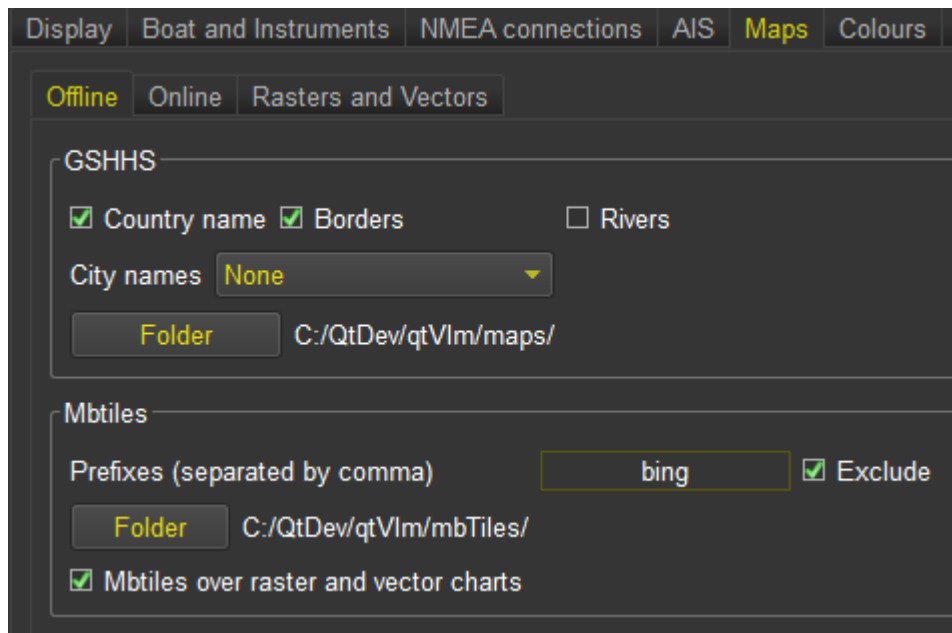 Display Boat and Instruments NMEA connections AIS Maps Colours
Offline Online Rasters and Vectors
GSHHS
Country name Borders Rivers
City names None
Folder C:/QtDev/qtVlm/maps/
Mbtiles
Prefixes (separated by comma) bing Exclude
Folder C:/QtDev/qtVlm/mbTiles/
Mbtiles over raster and vector charts